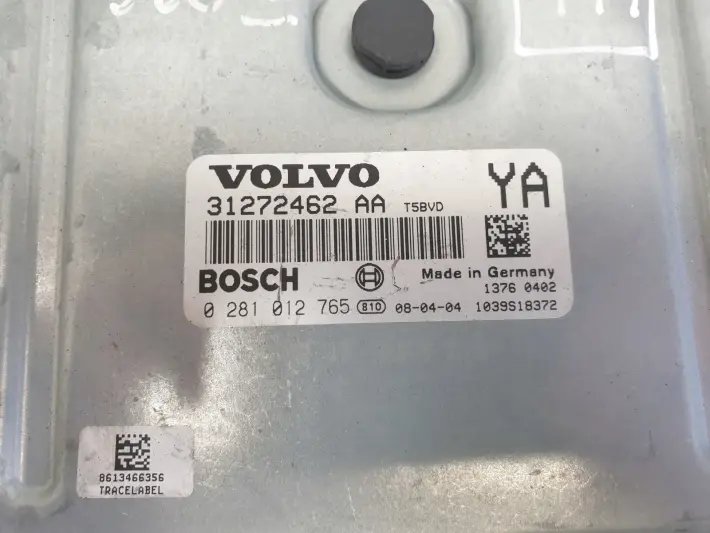 VOLVO
YA
31272462 AA T5BVD
BOSCH
Made in Germany
1376 0402
0 281 012 765 810 08-04-04 1039S18372
8613466356
TRACELABEL